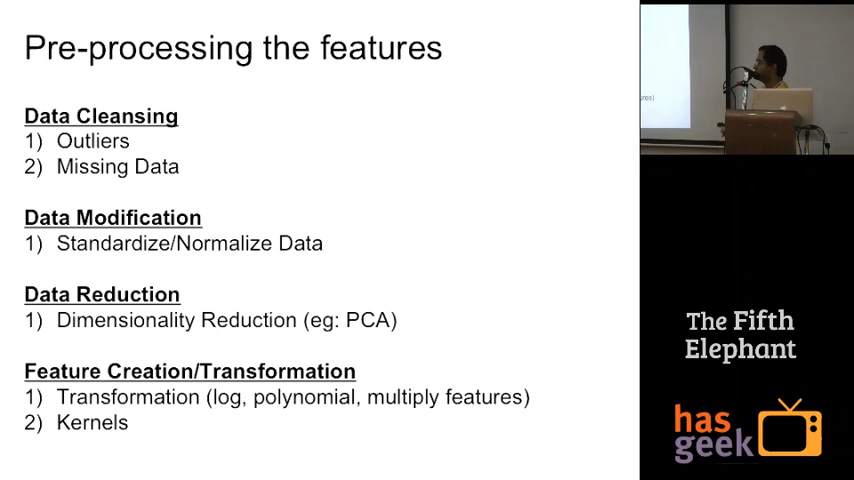 Pre-processing the features
Data Cleansing
1) Outliers
2) Missing Data
Data Modification
1) Standardize/Normalize Data
Data Reduction
1) Dimensionality Reduction (eg: PCA)
Feature Creation/Transformation
1) Transformation (log, polynomial, multiply features)
2) Kernels
ures)
The Fifth
Elephant
has
geek